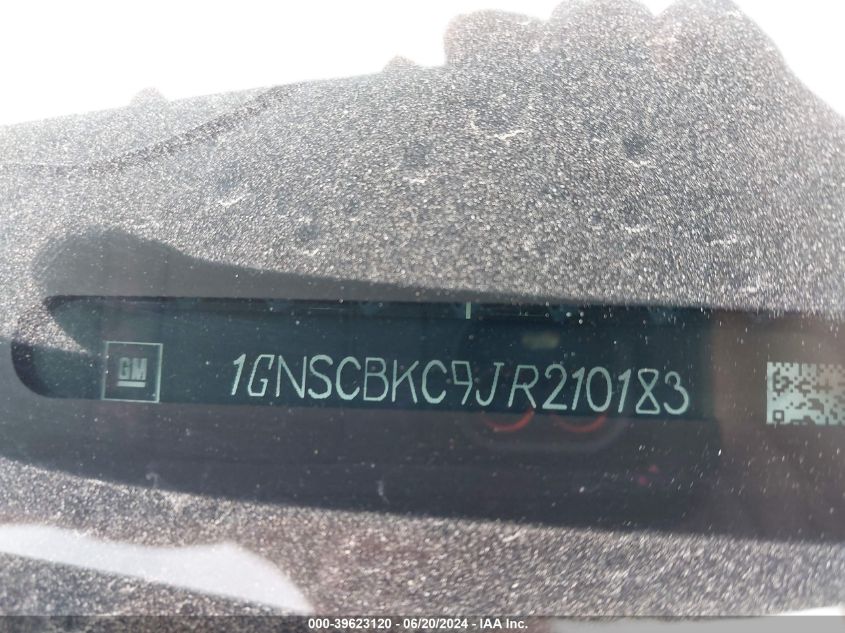 GM
1GNSCBKC9JR210183
000-39623120 - 06/20/2024 - IAA Inc.